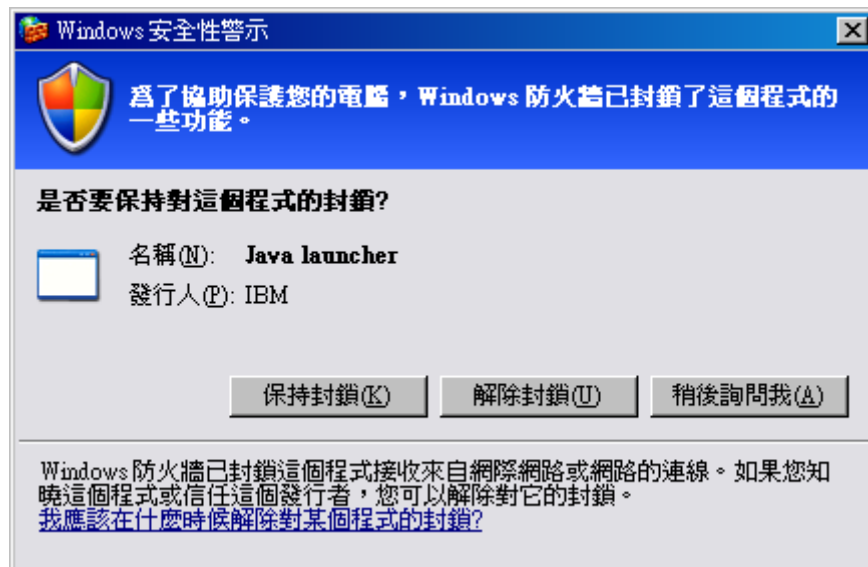 Windows 安全性警示
為了協助保護您的電腦，Windows 防火牆已封鎖了這個程式的
一些功能。
是否要保持對這個程式的封鎖?
名稱(N): Java launcher
發行人(P): IBM
保持封鎖(K) 解除封鎖(U) 稍後詢問我(A)
Windows 防火牆已封鎖這個程式接收來自網際網路或網路的連線。如果您知
曉這個程式或信任這個發行者，您可以解除對它的封鎖。
我應該在什麼時候解除對某個程式的封鎖?